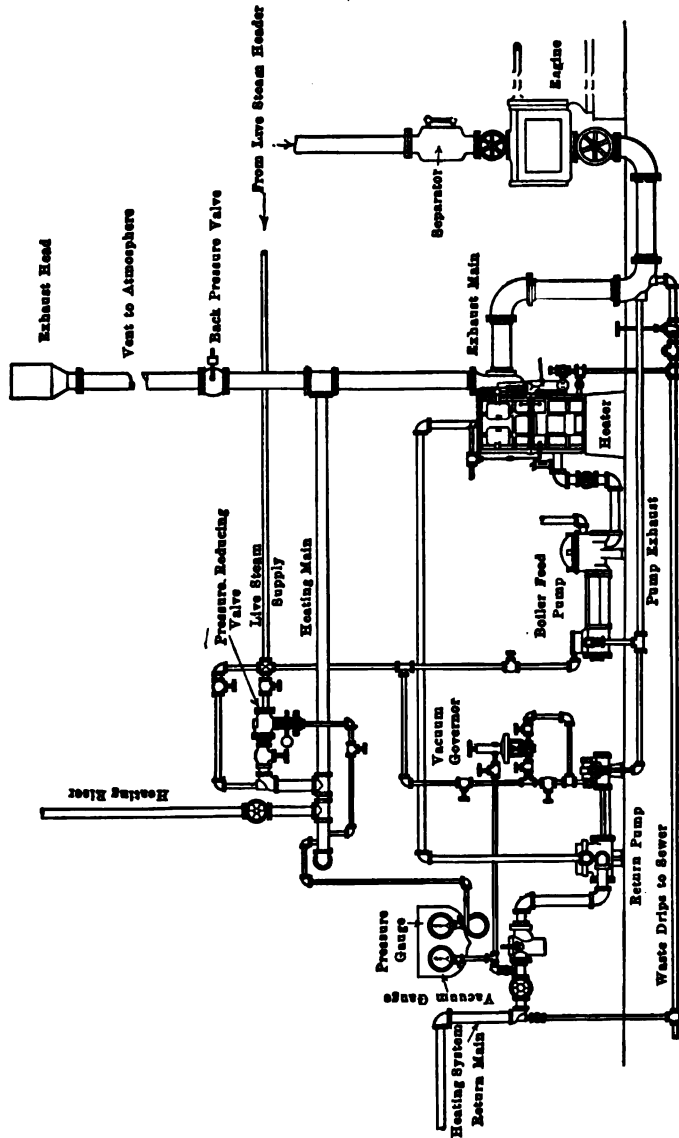 Exhaust Head
Vent to Atmosphere
Back Pressure Valve
From Live Steam Header
Separator
Engine
Exhaust Main
Heater
Pressure Reducing
Valve
Live Steam
Supply
Heating Main
Heating Riser
Boiler Feed
Pump
Pump Exhaust
Vacuum
Governor
Pressure
Gauge
Vacuum Gauge
Return Pump
Waste Drips to Sewer
Heating System
Return Main